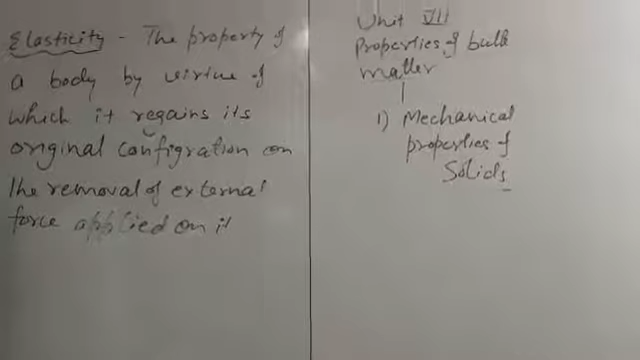 Elasticity - The property of
a body by virtue of
which it regains its
original configration on
the removal of external
force applied on it
Unit VII
Properties of bulk
matter
1) Mechanical
properties of
Solids